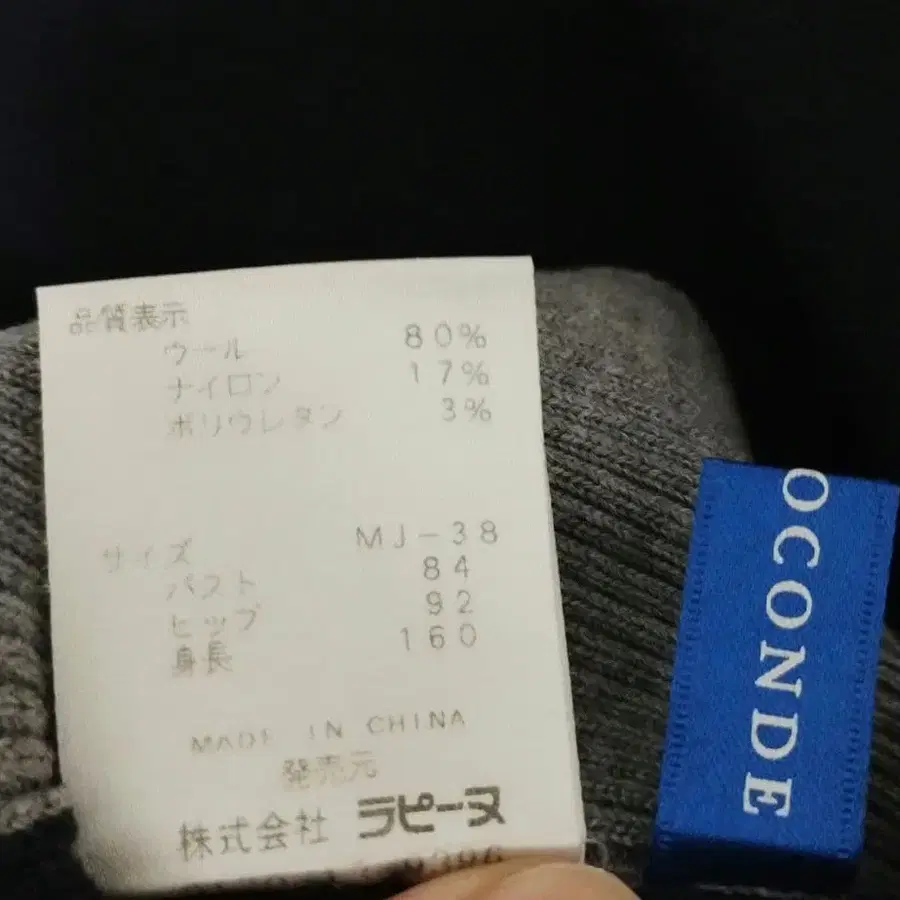 品質表示
ウール 80%
ナイロン 17%
ポリウレタン 3%
サイズ MJ-38
バスト 84
ヒップ 92
身長 160
MADE IN CHINA
発売元
株式会社 ラピーヌ
OCONDE